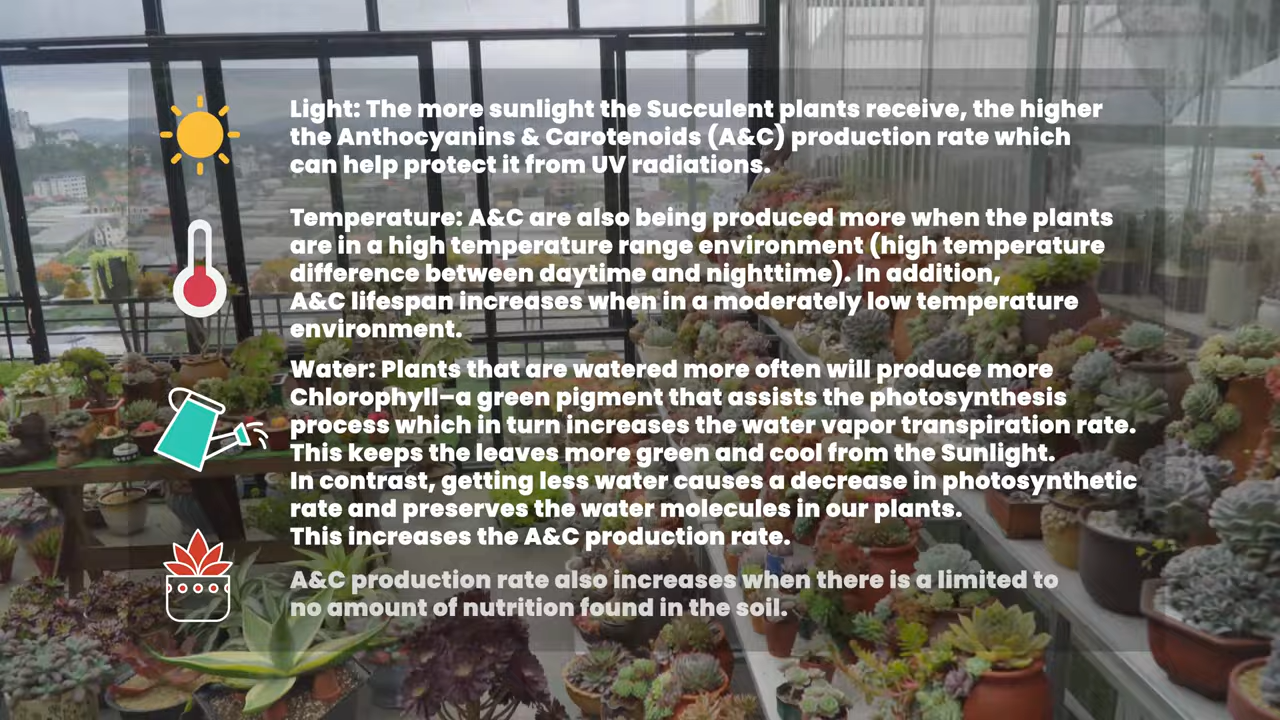 Light: The more sunlight the Succulent plants receive, the higher
the Anthocyanins & Carotenoids (A&C) production rate which
can help protect it from UV radiations.
Temperature: A&C are also being produced more when the plants
are in a high temperature range environment (high temperature
difference between daytime and nighttime). In addition,
A&C lifespan increases when in a moderately low temperature
environment.
Water: Plants that are watered more often will produce more
Chlorophyll–a green pigment that assists the photosynthesis
process which in turn increases the water vapor transpiration rate.
This keeps the leaves more green and cool from the Sunlight.
In contrast, getting less water causes a decrease in photosynthetic
rate and preserves the water molecules in our plants.
This increases the A&C production rate.
A&C production rate also increases when there is a limited to
no amount of nutrition found in the soil.